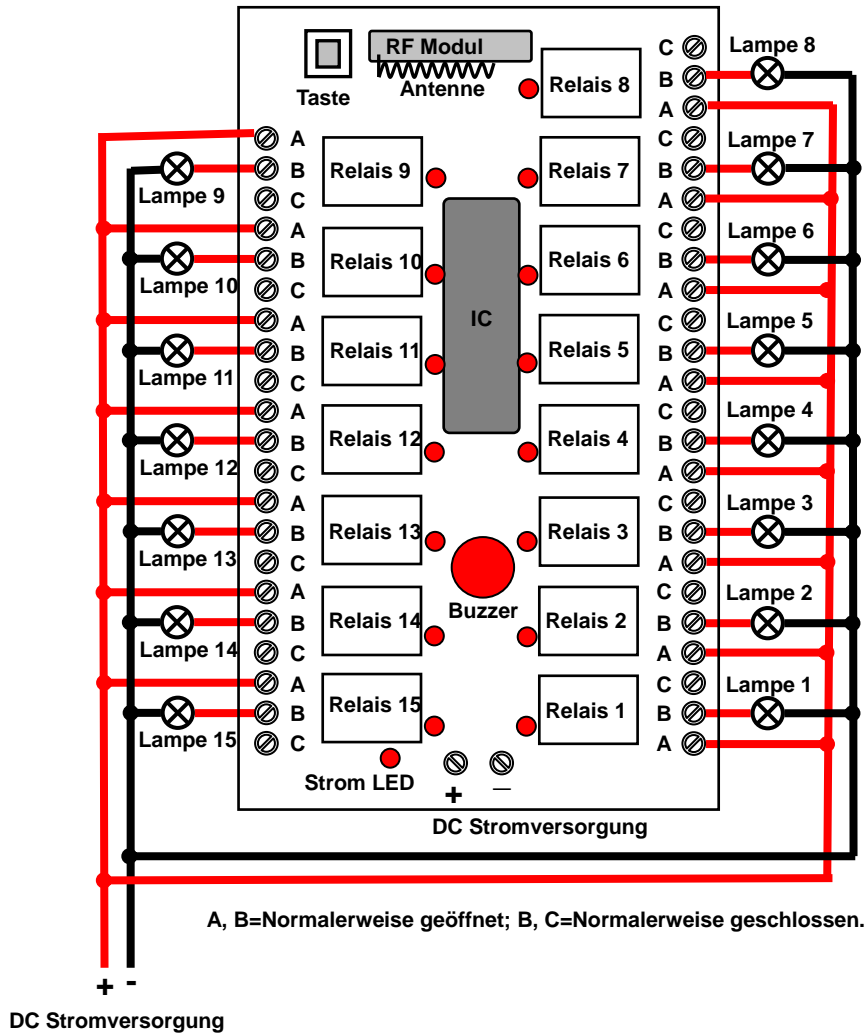 RF Modul
C Lampe 8
Taste
Antenne
Relais 8
B
A
A
C
Lampe 7
Relais 9
Relais 7
B
B
Lampe 9
C
A
A
C
Lampe 6
Relais 10
Relais 6
B
B
Lampe 10
C
A
A
C
Lampe 5
IC
Relais 11
Relais 5
B
B
Lampe 11
C
A
A
C
Lampe 4
Relais 12
Relais 4
B
B
Lampe 12
C
A
A
C
Lampe 3
Relais 13
Relais 3
B
B
Lampe 13
C
A
A
C
Lampe 2
Buzzer
Relais 14
Relais 2
B
B
Lampe 14
C
A
A
C
Lampe 1
Relais 15
Relais 1
B
B
Lampe 15
C
A
Strom LED
+ –
DC Stromversorgung
A, B=Normalerweise geöffnet; B, C=Normalerweise geschlossen.
+ -
DC Stromversorgung